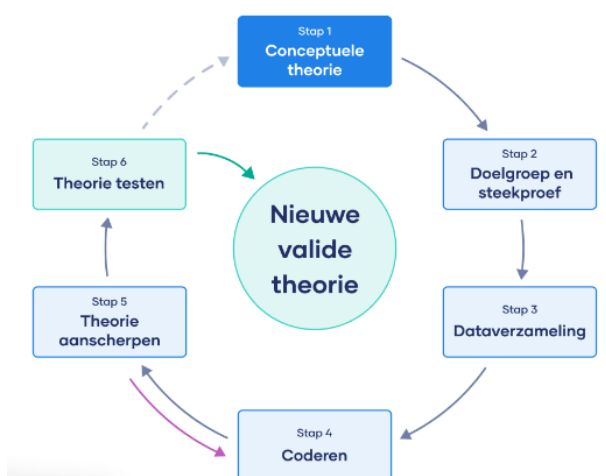 Stap 1
Conceptuele
theorie
Stap 2
Doelgroep en
steekproef
Stap 3
Dataverzameling
Stap 4
Coderen
Stap 5
Theorie
aanscherpen
Stap 6
Theorie testen
Nieuwe
valide
theorie